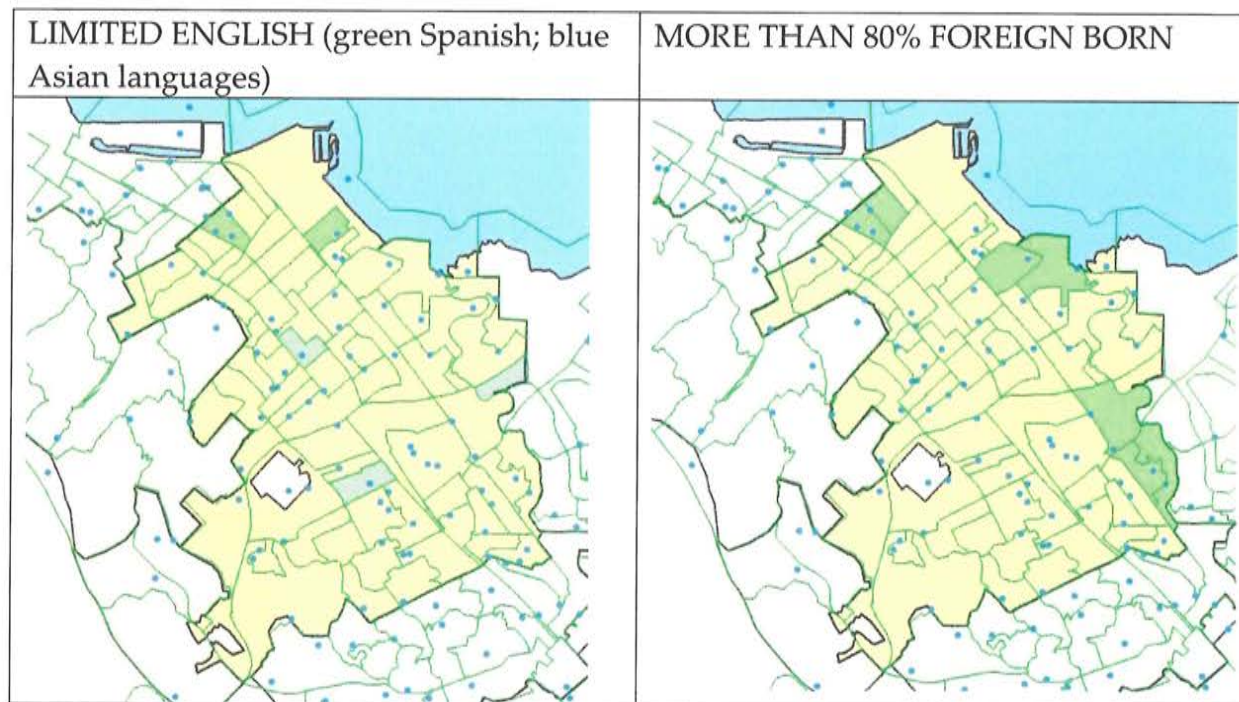 LIMITED ENGLISH (green Spanish; blue
Asian languages)
MORE THAN 80% FOREIGN BORN